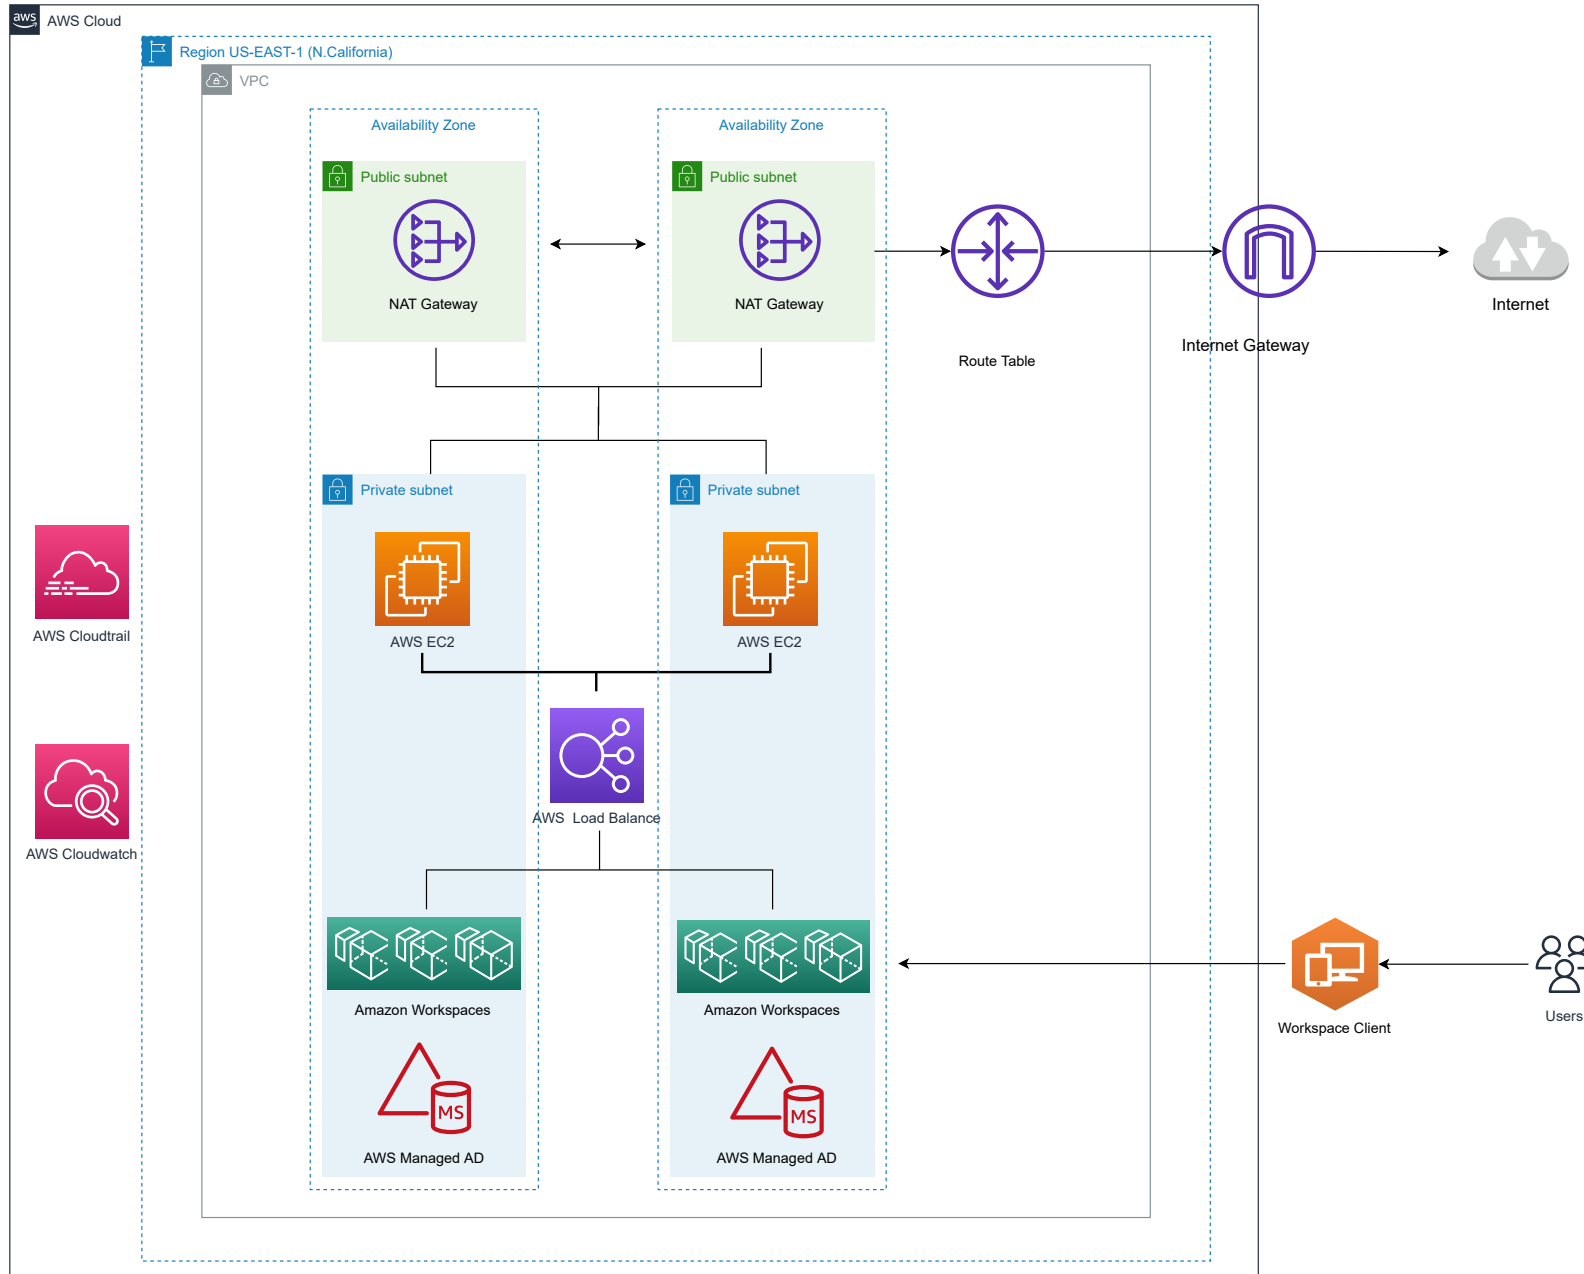 aws
AWS Cloud
Region US-EAST-1 (N.California)
VPC
Availability Zone
Availability Zone
Public subnet
Public subnet
NAT Gateway
NAT Gateway
Internet
Internet Gateway
Route Table
Private subnet
Private subnet
AWS Cloudtrail
AWS EC2
AWS EC2
AWS Load Balance
AWS Cloudwatch
Amazon Workspaces
Amazon Workspaces
Users
Workspace Client
MS
MS
AWS Managed AD
AWS Managed AD